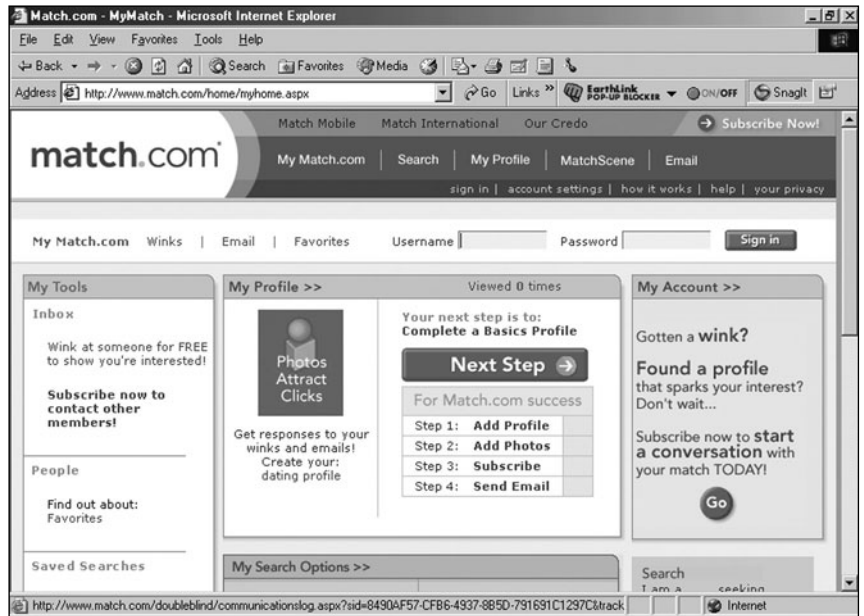 Match.com - MyMatch - Microsoft Internet Explorer
File Edit View Favorites Tools Help
Back Search Favorites Media
Address http://www.match.com/home/myhome.aspx Go Links » EarthLink POP-UP BLOCKER ON/OFF SnagIt
Match Mobile Match International Our Credo Subscribe Now!
match.com
My Match.com | Search | My Profile | MatchScene | Email
sign in | account settings | how it works | help | your privacy
My Match.com Winks | Email | Favorites Username Password Sign in
My Tools
Inbox
Wink at someone for FREE
to show you're interested!
Subscribe now to
contact other
members!
People
Find out about:
Favorites
Saved Searches
My Profile >> Viewed 0 times
Photos
Attract
Clicks
Get responses to your
winks and emails!
Create your:
dating profile
Your next step is to:
Complete a Basics Profile
Next Step
For Match.com success
Step 1: Add Profile
Step 2: Add Photos
Step 3: Subscribe
Step 4: Send Email
My Search Options >>
My Account >>
Gotten a wink?
Found a profile
that sparks your interest?
Don't wait...
Subscribe now to start
a conversation with
your match TODAY!
Go
Search
I am a seeking
http://www.match.com/doubleblind/communicationslog.aspx?sid=8490AF57-CFB6-4937-8B5D-791691C1297C&track Internet